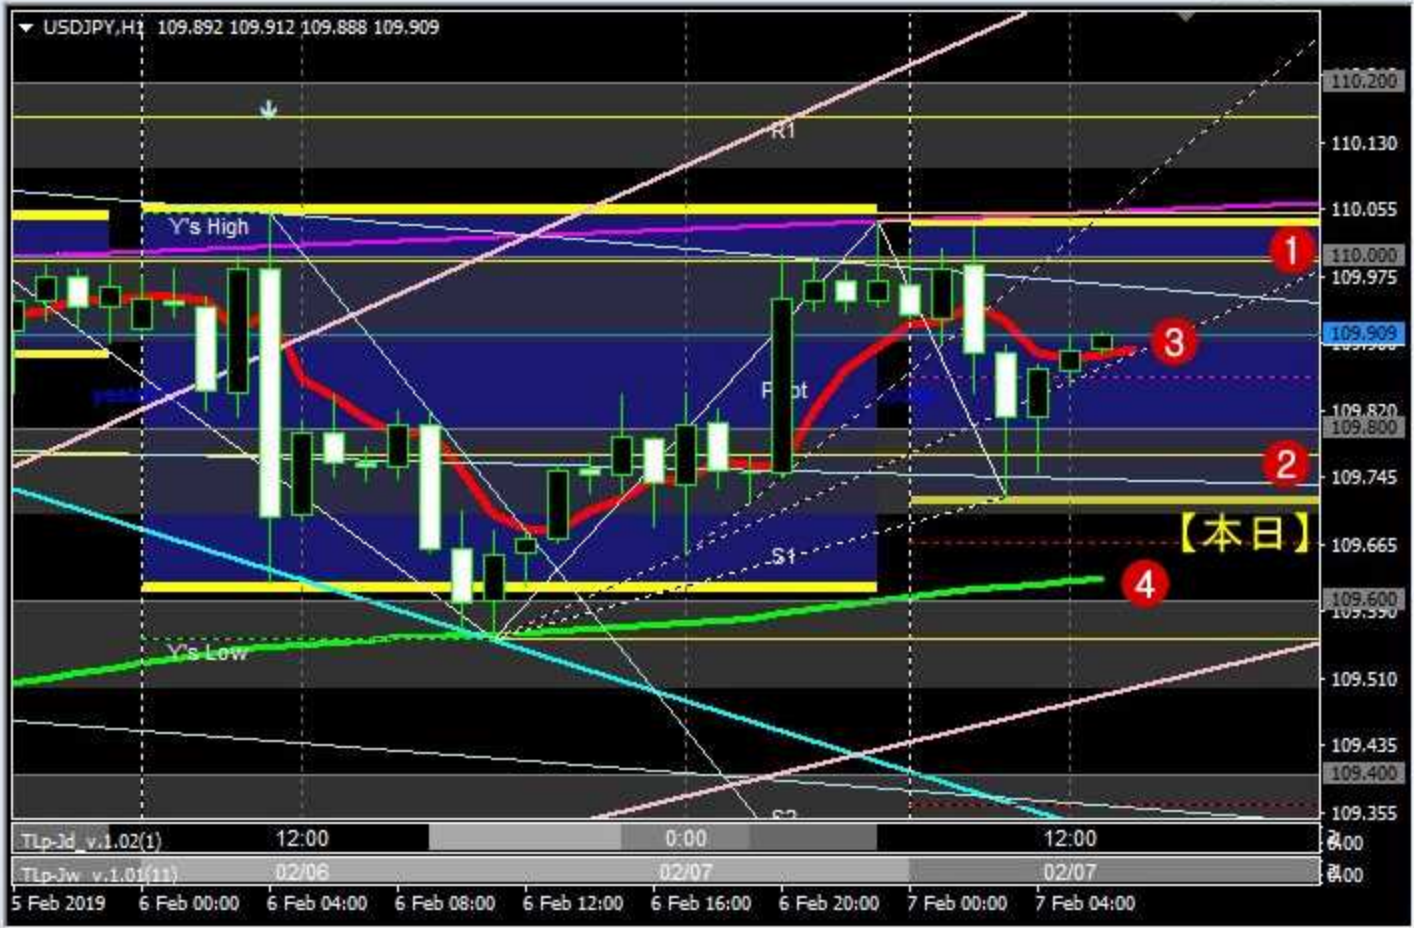 USDJPY,H1 109.892 109.912 109.888 109.909
110.200
R1
110.130
110.055
Y's High
1
110.000
109.975
109.909
3
Pivot
109.820
109.800
2
109.745
【本日】
109.665
S1
4
109.600
109.590
Y's Low
109.510
109.435
109.400
109.355
S2
TLp-Jd_v.1.02(1)
12:00 0:00 12:00
TLp-Jw_v.1.01(11)
02/06 02/07 02/07
5 Feb 2019 6 Feb 00:00 6 Feb 04:00 6 Feb 08:00 6 Feb 12:00 6 Feb 16:00 6 Feb 20:00 7 Feb 00:00 7 Feb 04:00